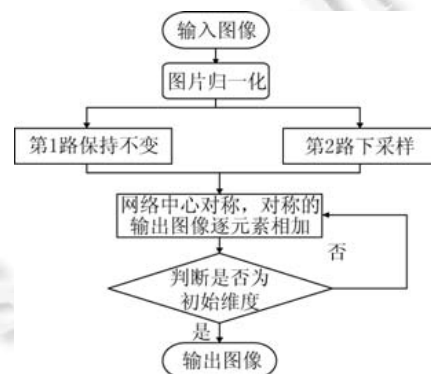 输入图像
图片归一化
第1路保持不变
第2路下采样
网络中心对称，对称的
输出图像逐元素相加
否
判断是否为
初始维度
是
输出图像